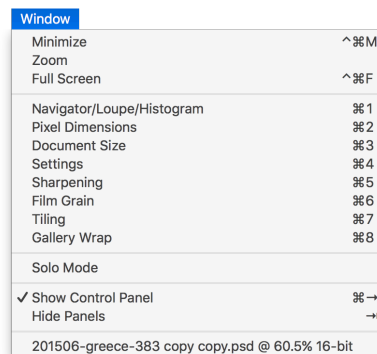 Window
Minimize ^⌘M
Zoom
Full Screen ^⌘F
Navigator/Loupe/Histogram ⌘1
Pixel Dimensions ⌘2
Document Size ⌘3
Settings ⌘4
Sharpening ⌘5
Film Grain ⌘6
Tiling ⌘7
Gallery Wrap ⌘8
Solo Mode
✓ Show Control Panel ⌘→
Hide Panels →
201506-greece-383 copy copy.psd @ 60.5% 16-bit